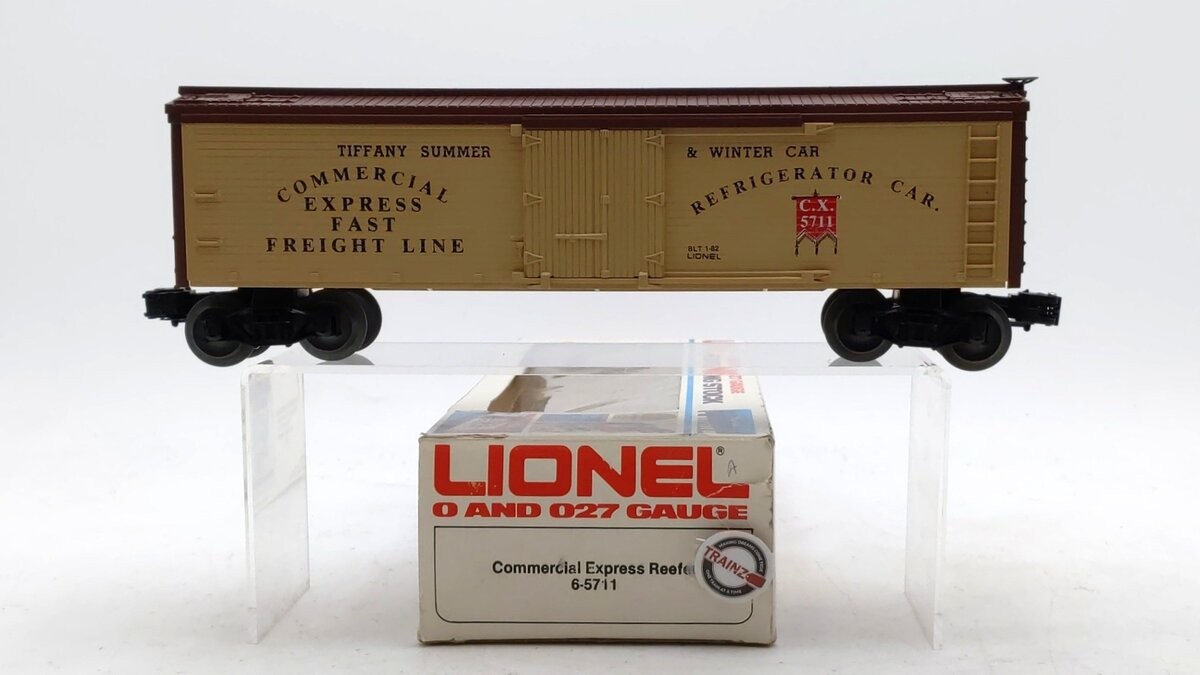 TIFFANY SUMMER
COMMERCIAL
EXPRESS
FAST
FREIGHT LINE
& WINTER CAR
REFRIGERATOR CAR.
C.X.
5711
BLT 1-82
LIONEL
LIONEL®
O AND O27 GAUGE
A
Commercial Express Reefe
6-5711
TRAINZ